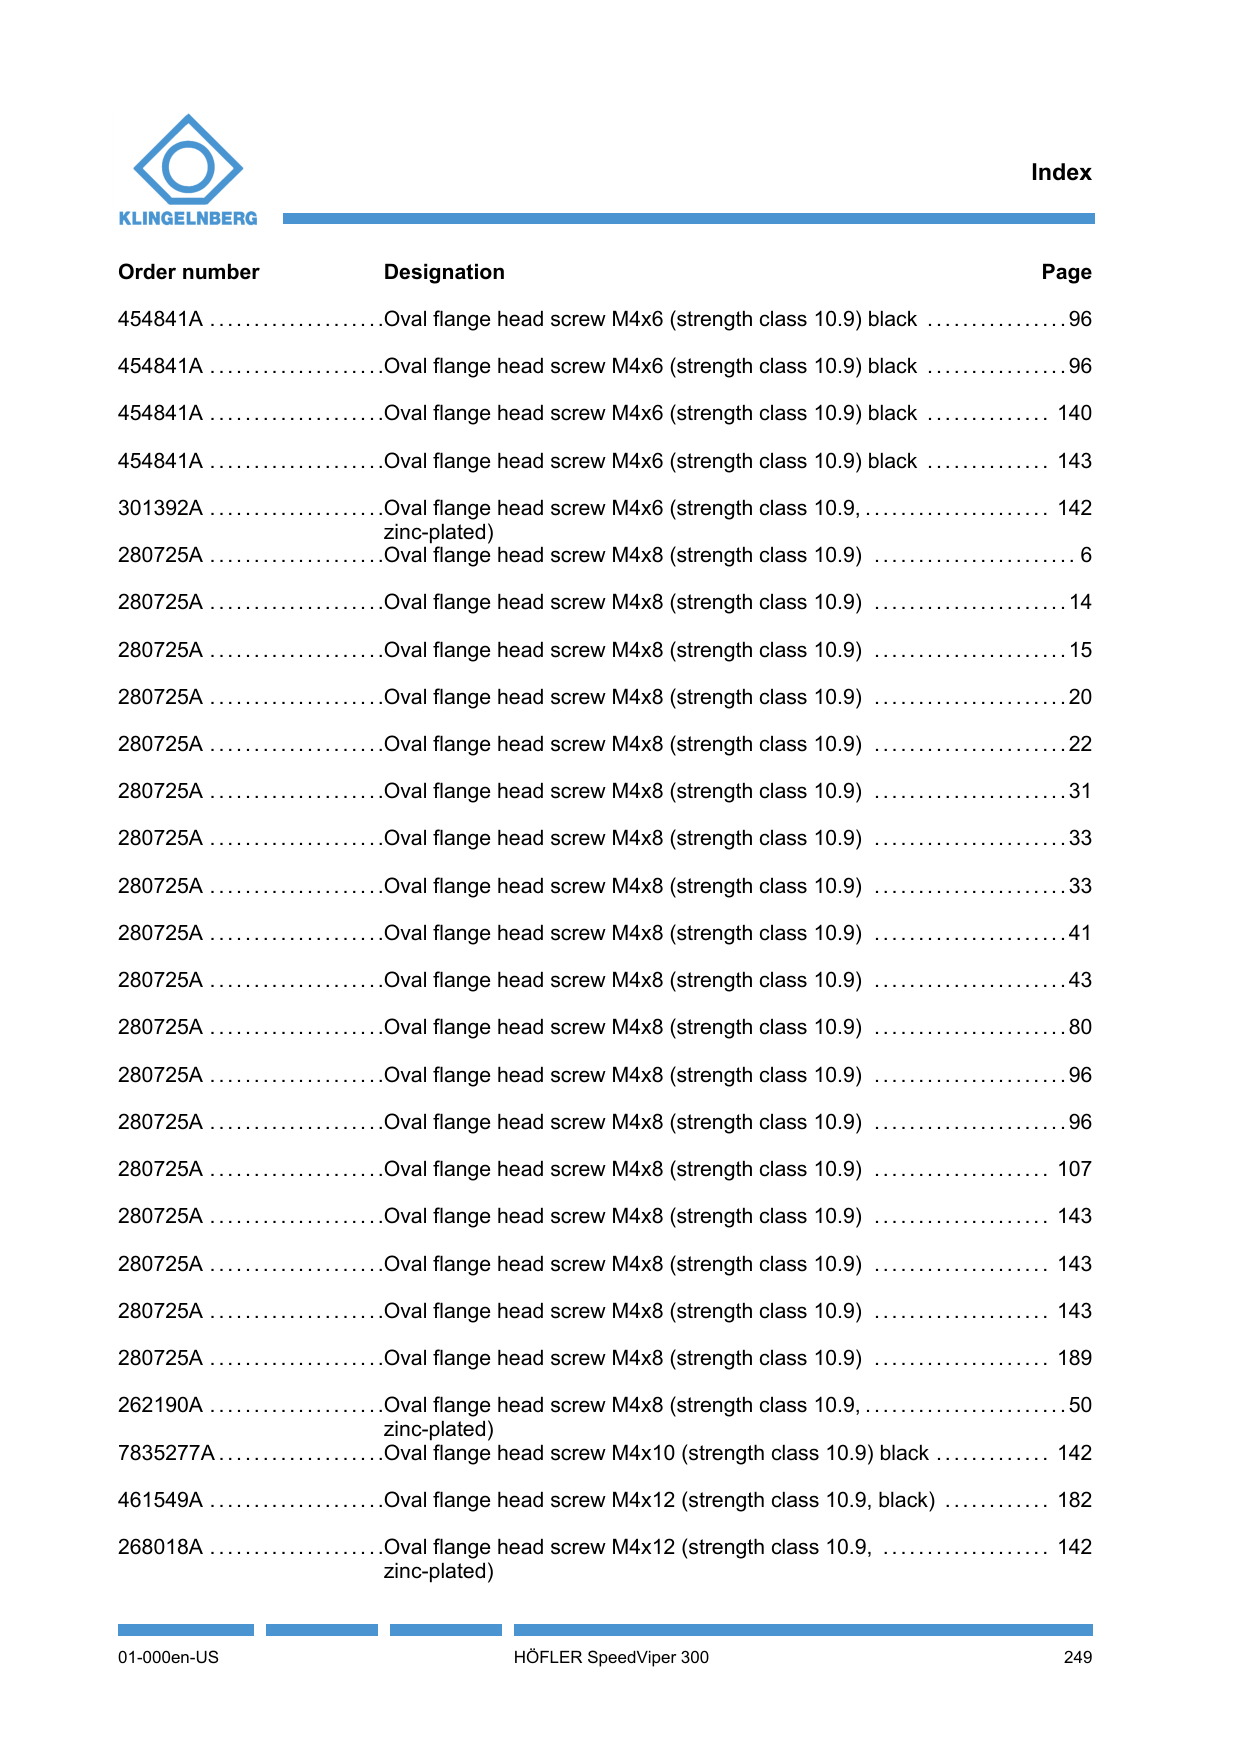 KLINGELNBERG
Index
Order number Designation Page
454841A ....................Oval flange head screw M4x6 (strength class 10.9) black ................96
454841A ....................Oval flange head screw M4x6 (strength class 10.9) black ................96
454841A ....................Oval flange head screw M4x6 (strength class 10.9) black .............. 140
454841A ....................Oval flange head screw M4x6 (strength class 10.9) black .............. 143
301392A ....................Oval flange head screw M4x6 (strength class 10.9, ..................... 142
zinc-plated)
280725A ....................Oval flange head screw M4x8 (strength class 10.9) ....................... 6
280725A ....................Oval flange head screw M4x8 (strength class 10.9) ......................14
280725A ....................Oval flange head screw M4x8 (strength class 10.9) ......................15
280725A ....................Oval flange head screw M4x8 (strength class 10.9) ......................20
280725A ....................Oval flange head screw M4x8 (strength class 10.9) ......................22
280725A ....................Oval flange head screw M4x8 (strength class 10.9) ......................31
280725A ....................Oval flange head screw M4x8 (strength class 10.9) ......................33
280725A ....................Oval flange head screw M4x8 (strength class 10.9) ......................33
280725A ....................Oval flange head screw M4x8 (strength class 10.9) ......................41
280725A ....................Oval flange head screw M4x8 (strength class 10.9) ......................43
280725A ....................Oval flange head screw M4x8 (strength class 10.9) ......................80
280725A ....................Oval flange head screw M4x8 (strength class 10.9) ......................96
280725A ....................Oval flange head screw M4x8 (strength class 10.9) ......................96
280725A ....................Oval flange head screw M4x8 (strength class 10.9) .................... 107
280725A ....................Oval flange head screw M4x8 (strength class 10.9) .................... 143
280725A ....................Oval flange head screw M4x8 (strength class 10.9) .................... 143
280725A ....................Oval flange head screw M4x8 (strength class 10.9) .................... 143
280725A ....................Oval flange head screw M4x8 (strength class 10.9) .................... 189
262190A ....................Oval flange head screw M4x8 (strength class 10.9, .......................50
zinc-plated)
7835277A...................Oval flange head screw M4x10 (strength class 10.9) black ............. 142
461549A ....................Oval flange head screw M4x12 (strength class 10.9, black) ............ 182
268018A ....................Oval flange head screw M4x12 (strength class 10.9, ................... 142
zinc-plated)
01-000en-US HÖFLER SpeedViper 300 249